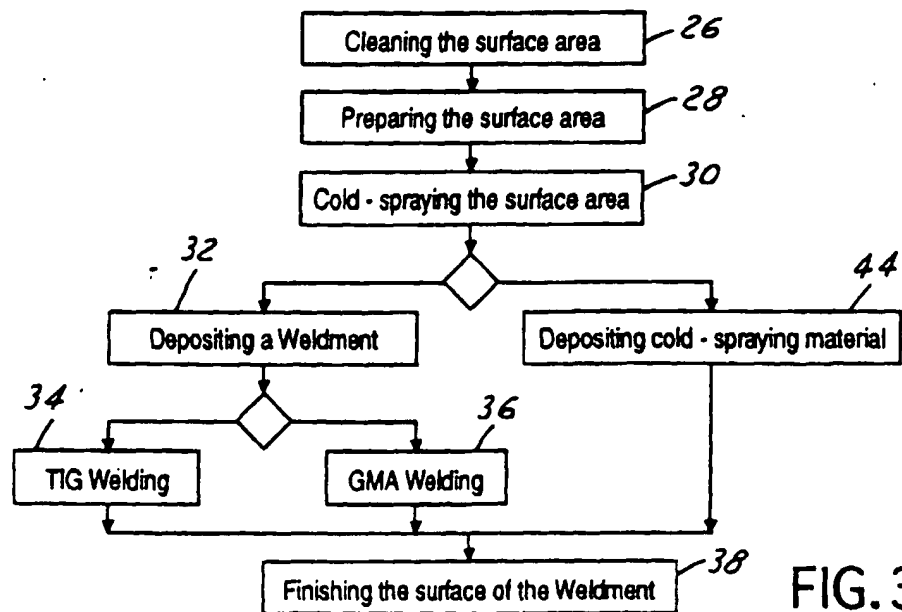 Cleaning the surface area
26
Preparing the surface area
28
Cold - spraying the surface area
30
32
44
Depositing a Weldment
Depositing cold - spraying material
34
36
TIG Welding
GMA Welding
Finishing the surface of the Weldment
38
FIG. 3